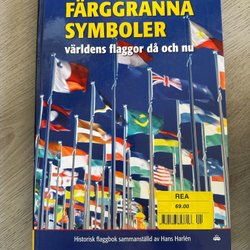 FÄRGGRANNA
SYMBOLER
världens flaggor då och nu
REA
69.00
Historisk flaggbok sammanställd av Hans Harlén